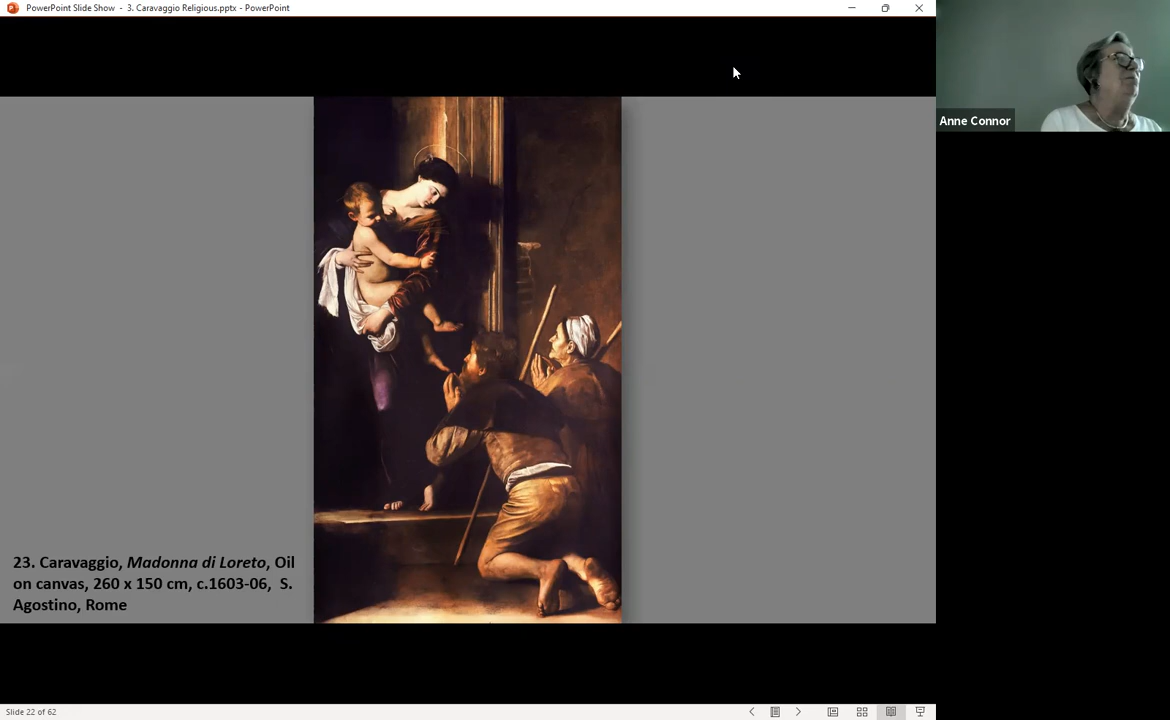 PowerPoint Slide Show - 3. Caravaggio Religious.pptx - PowerPoint
Anne Connor
23. Caravaggio, Madonna di Loreto, Oil
on canvas, 260 x 150 cm, c.1603-06, S.
Agostino, Rome
Slide 22 of 62